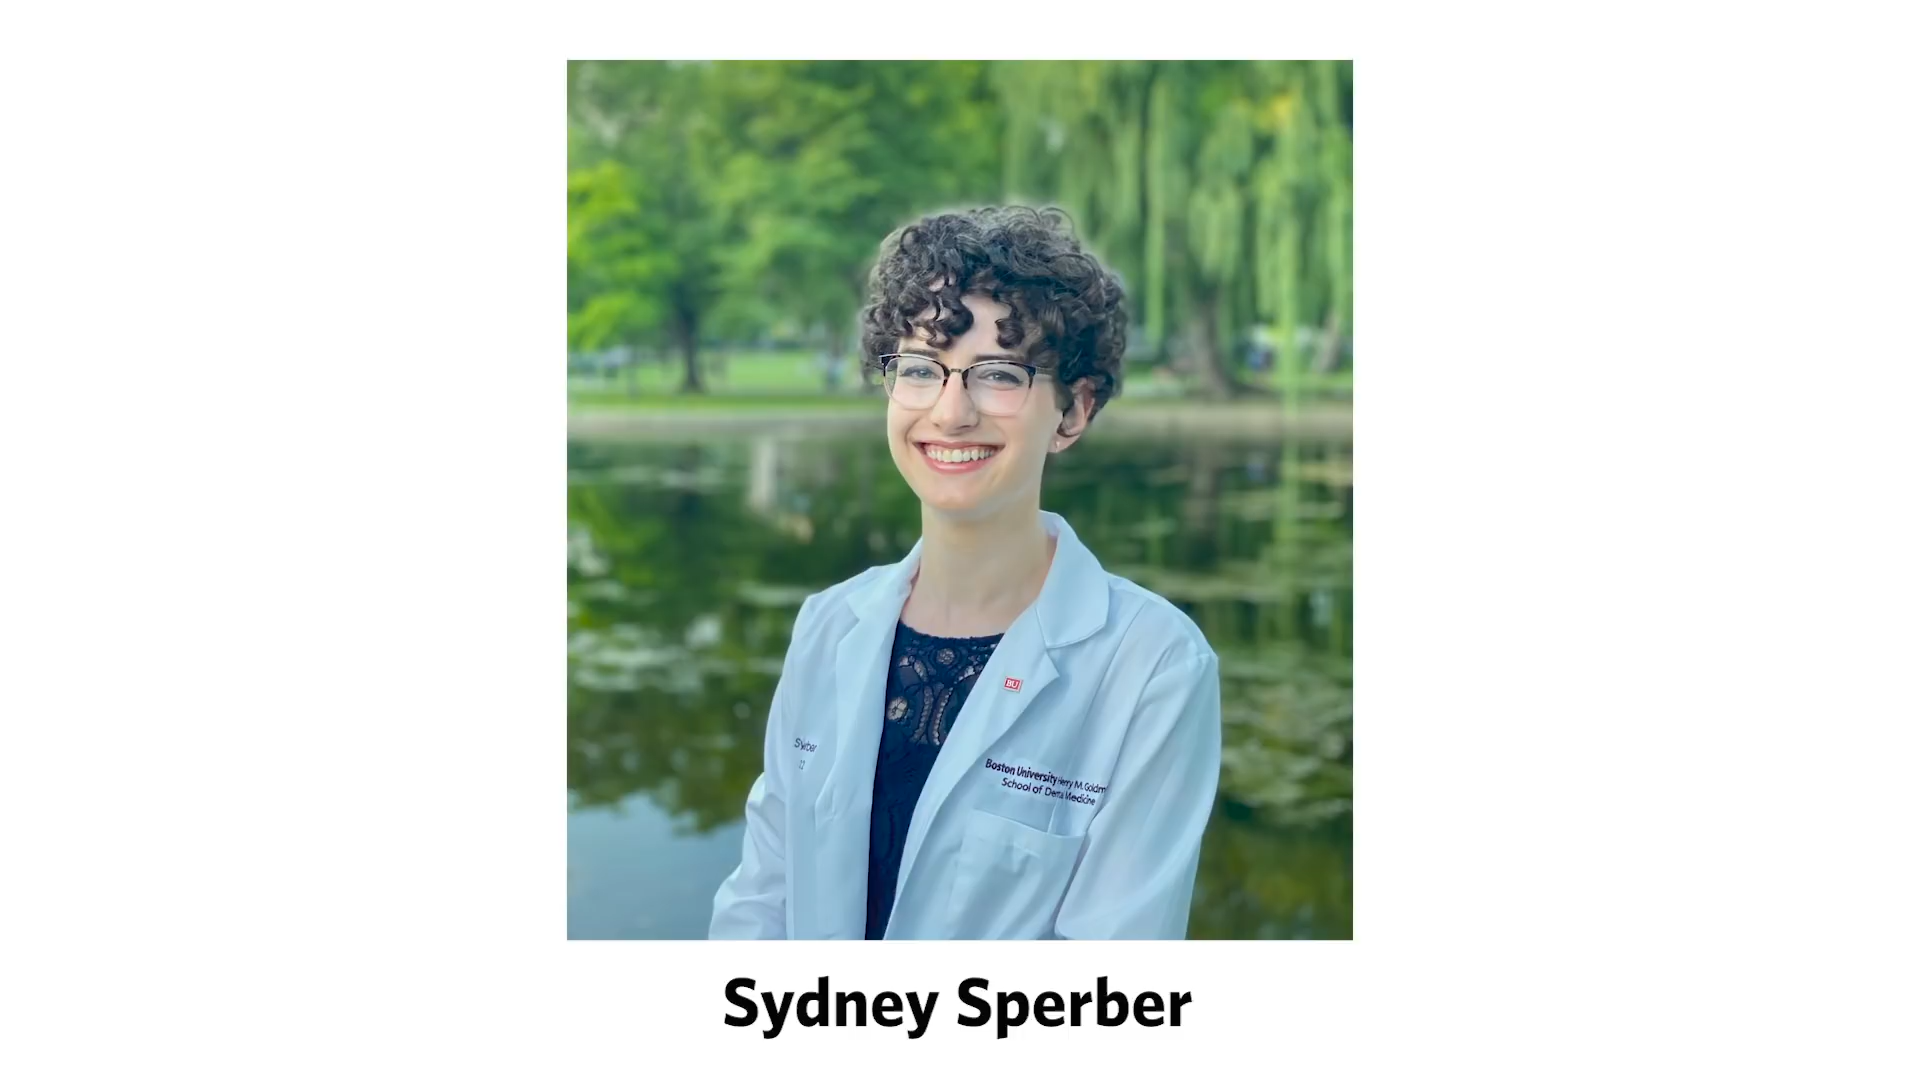 BU
Boston University Henry M. Goldm
School of Dental Medicine
Sydney Sperber